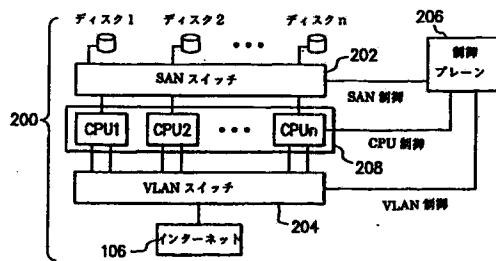 ディスク1 ディスク2 ・・・ ディスクn
206
制御
プレーン
202
SAN スイッチ
SAN 制御
200
CPU1 CPU2 ・・・ CPUn
CPU 制御
208
VLAN スイッチ
VLAN 制御
204
106
インターネット